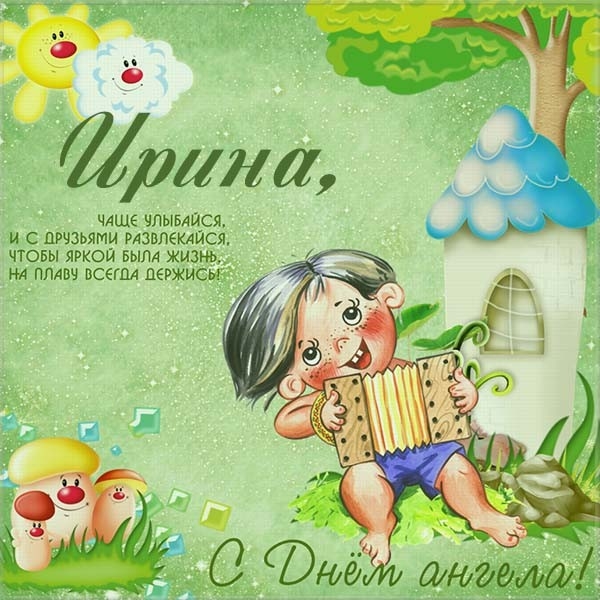 Ирина,
ЧАЩЕ УЛЫБАЙСЯ,
И С ДРУЗЬЯМИ РАЗВЛЕКАЙСЯ,
ЧТОБЫ ЯРКОЙ БЫЛА ЖИЗНЬ,
НА ПЛАВУ ВСЕГДА ДЕРЖИСЬ!
С Днём ангела!